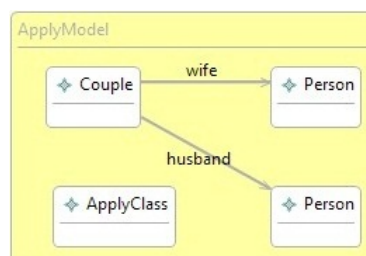 ApplyModel
Couple
wife
Person
husband
ApplyClass
Person